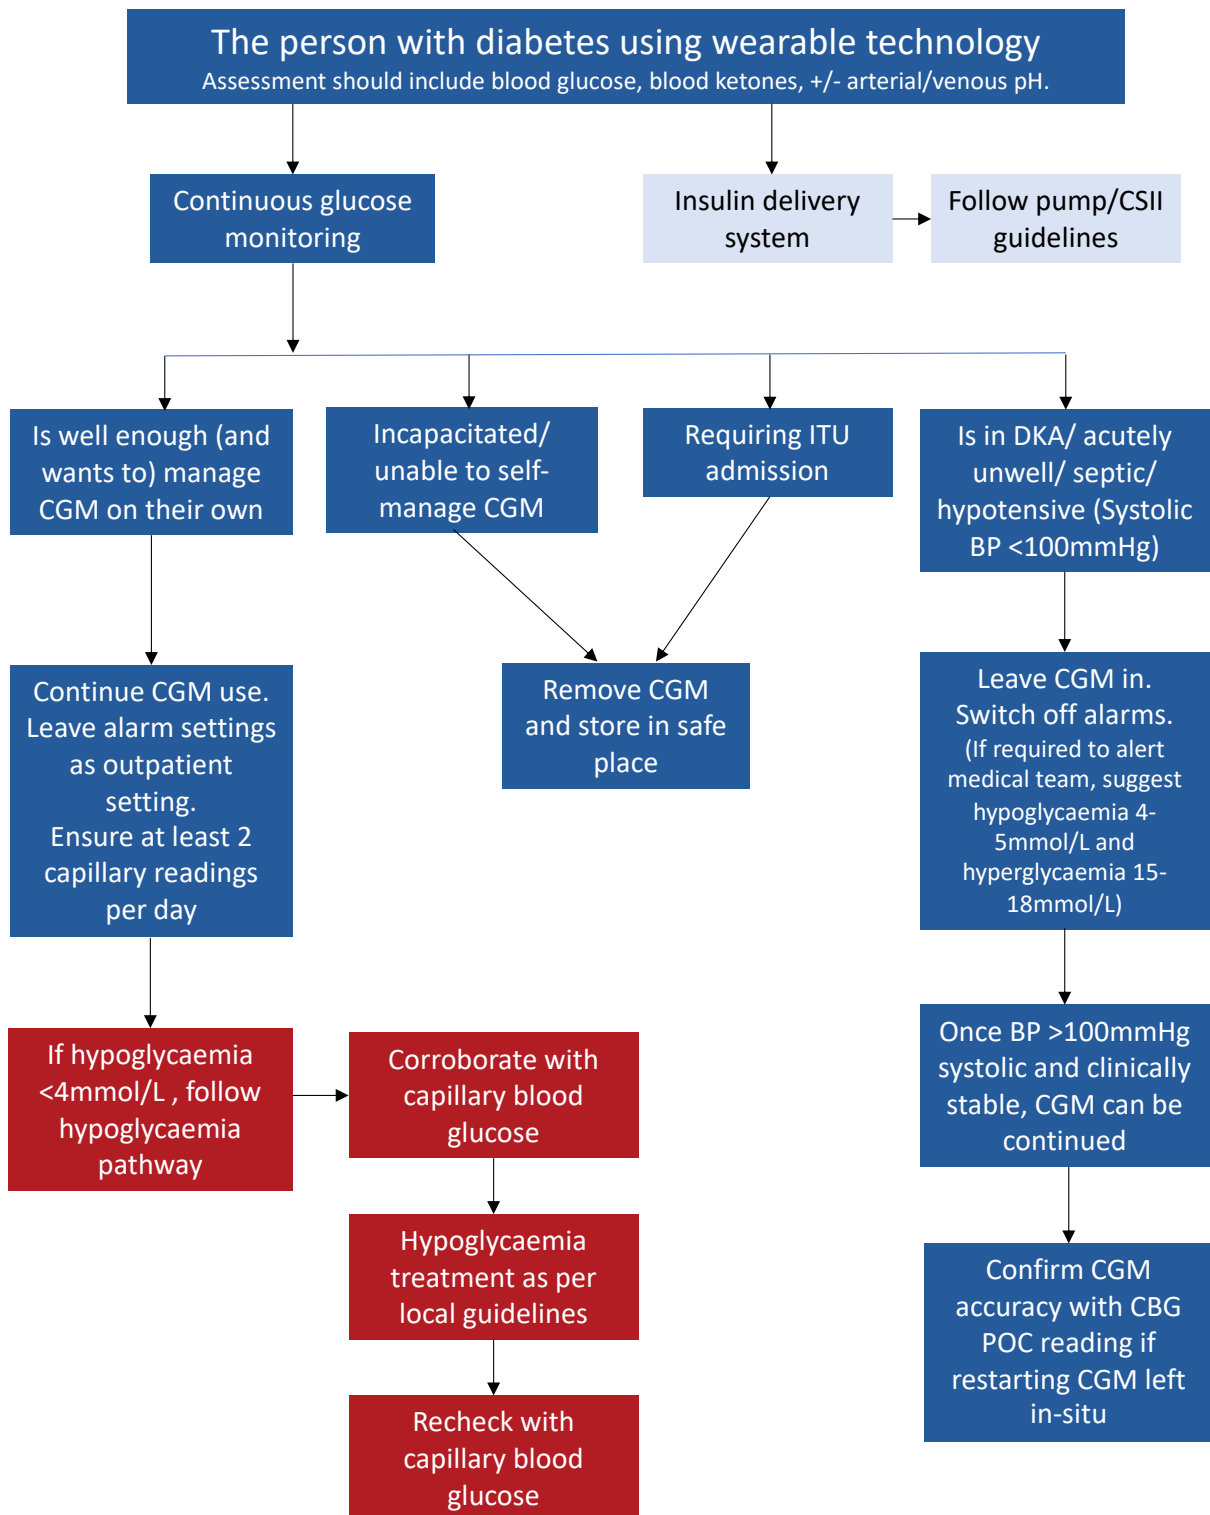 The person with diabetes using wearable technology
Assessment should include blood glucose, blood ketones, +/- arterial/venous pH.
Continuous glucose
monitoring
Insulin delivery
system
Follow pump/CSII
guidelines
Is well enough (and
wants to) manage
CGM on their own
Incapacitated/
unable to self-
manage CGM
Requiring ITU
admission
Is in DKA/ acutely
unwell/ septic/
hypotensive (Systolic
BP <100mmHg)
Continue CGM use.
Leave alarm settings
as outpatient
setting.
Ensure at least 2
capillary readings
per day
Remove CGM
and store in safe
place
Leave CGM in.
Switch off alarms.
(If required to alert
medical team, suggest
hypoglycaemia 4-
5mmol/L and
hyperglycaemia 15-
18mmol/L)
If hypoglycaemia
<4mmol/L , follow
hypoglycaemia
pathway
Corroborate with
capillary blood
glucose
Once BP >100mmHg
systolic and clinically
stable, CGM can be
continued
Hypoglycaemia
treatment as per
local guidelines
Confirm CGM
accuracy with CBG
POC reading if
restarting CGM left
in-situ
Recheck with
capillary blood
glucose